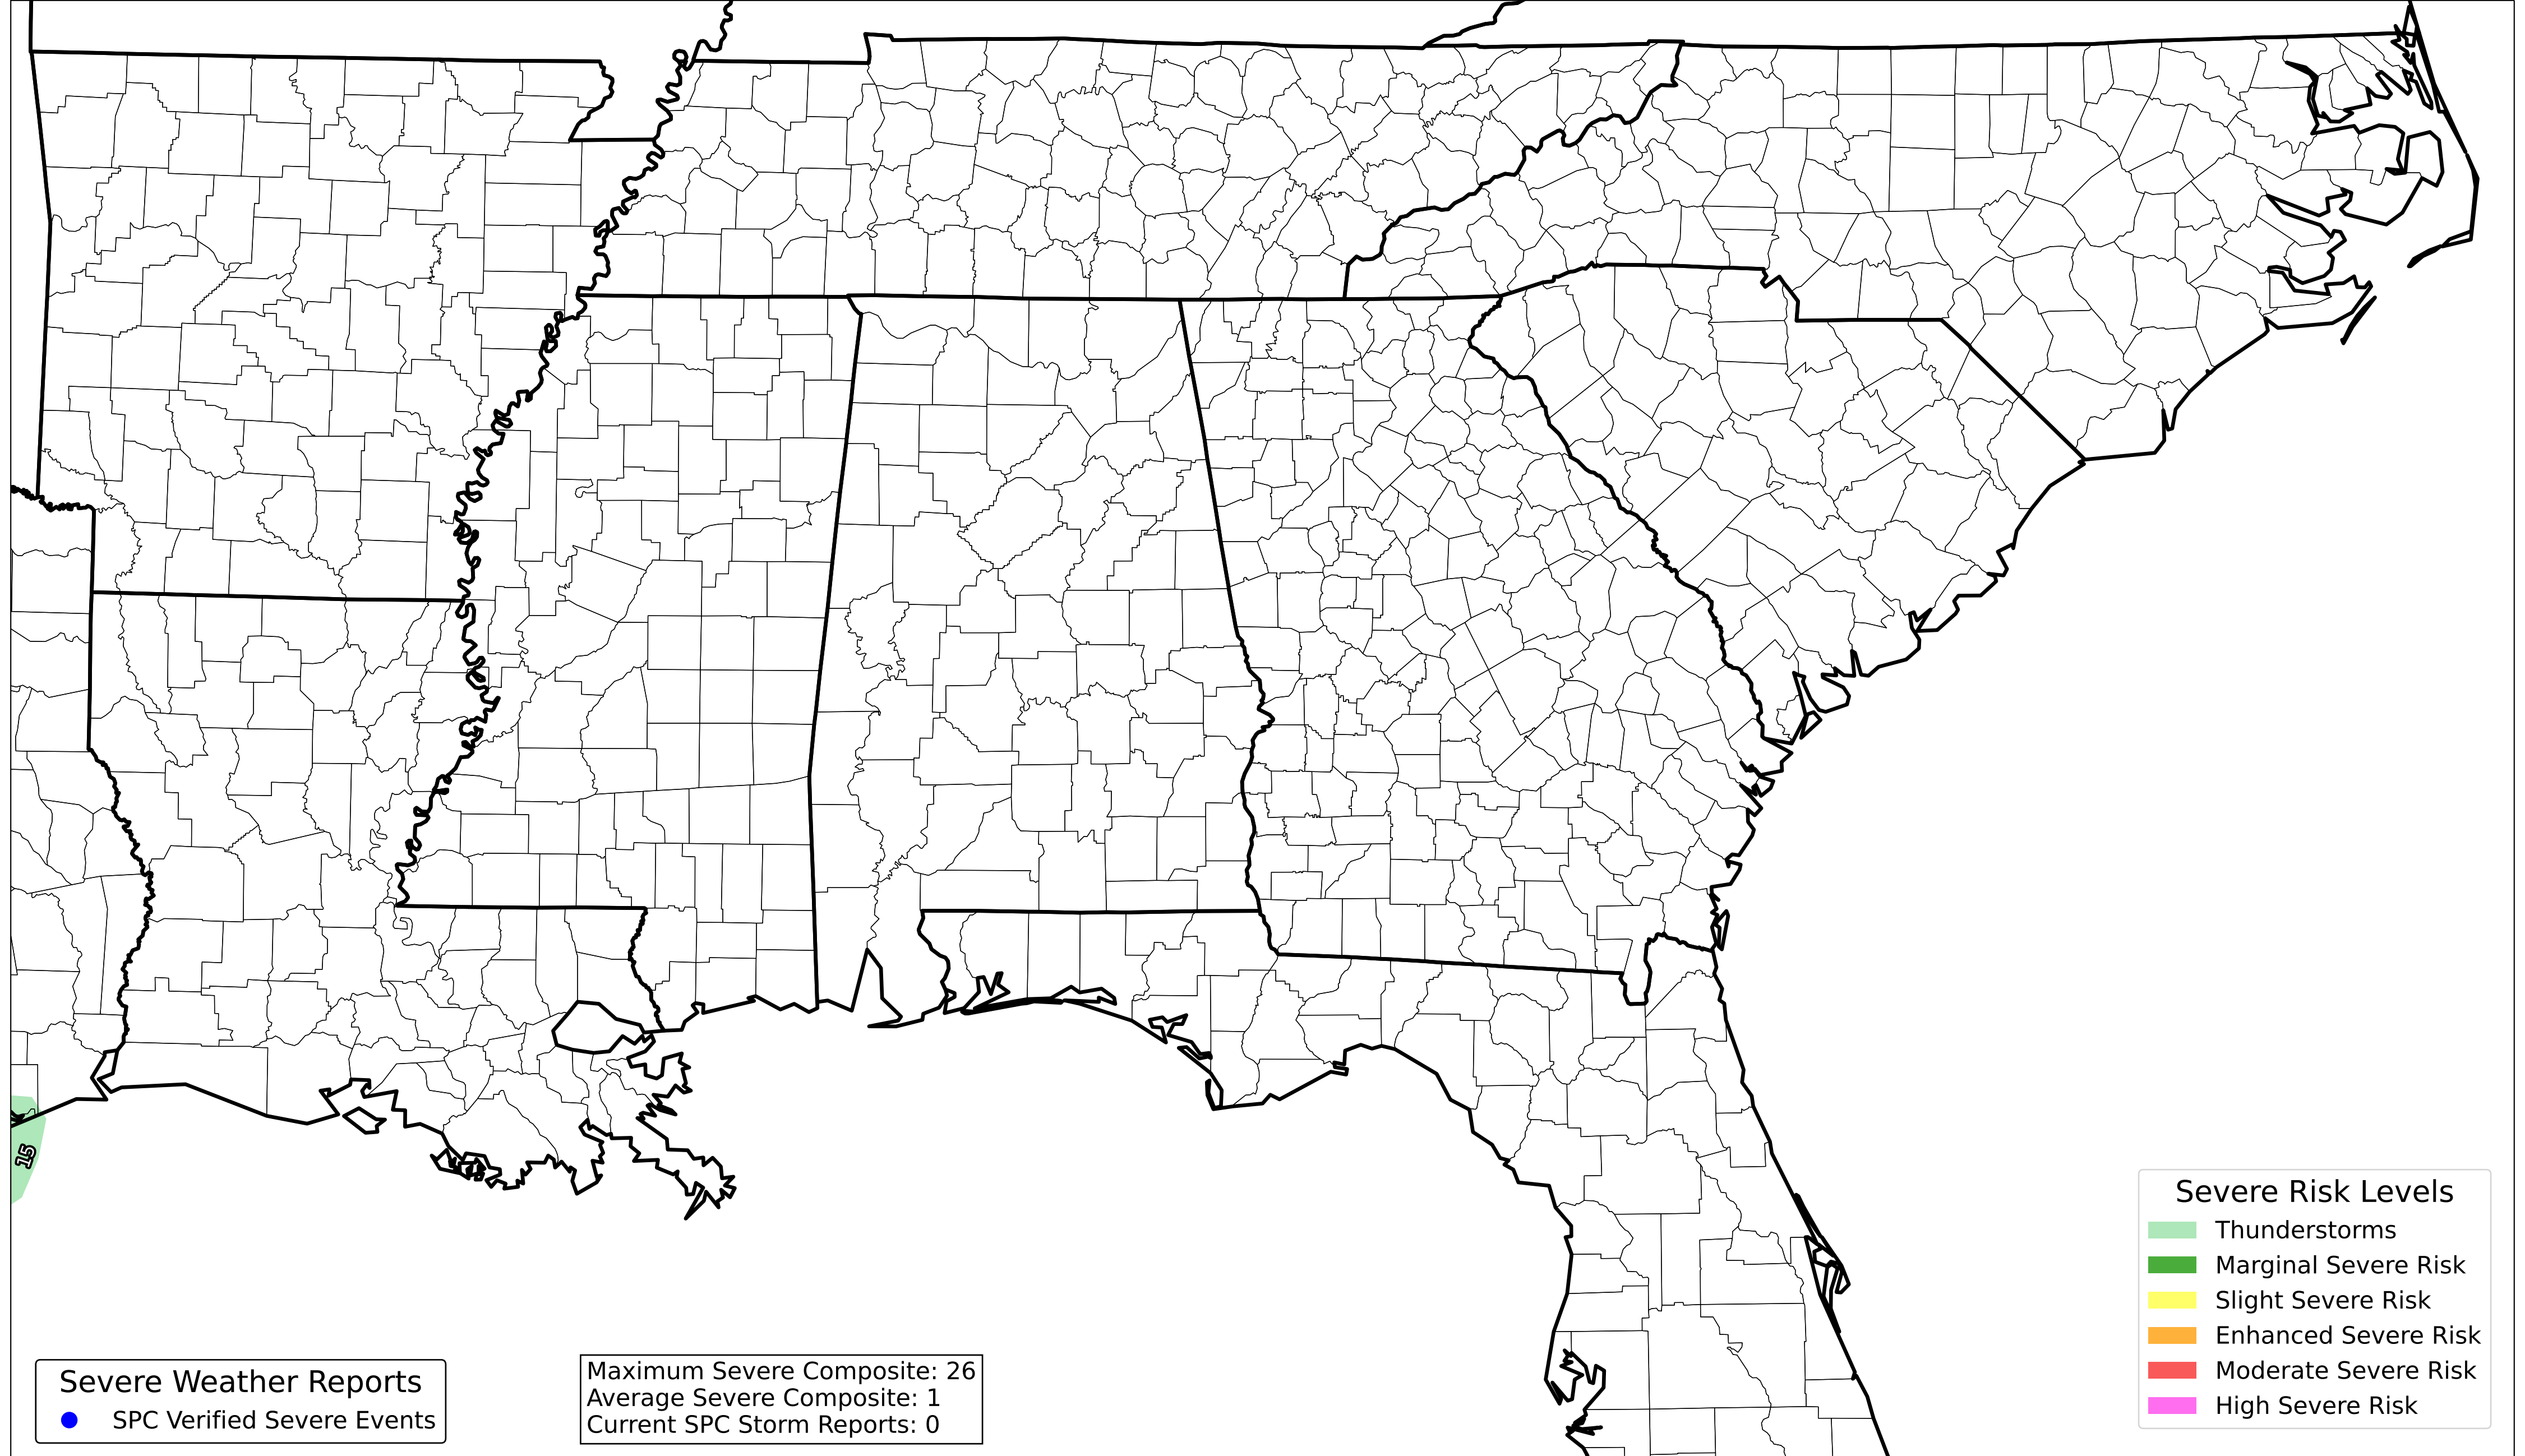 15
Severe Risk Levels
Thunderstorms
Marginal Severe Risk
Slight Severe Risk
Enhanced Severe Risk
Moderate Severe Risk
High Severe Risk
Severe Weather Reports
SPC Verified Severe Events
Maximum Severe Composite: 26
Average Severe Composite: 1
Current SPC Storm Reports: 0